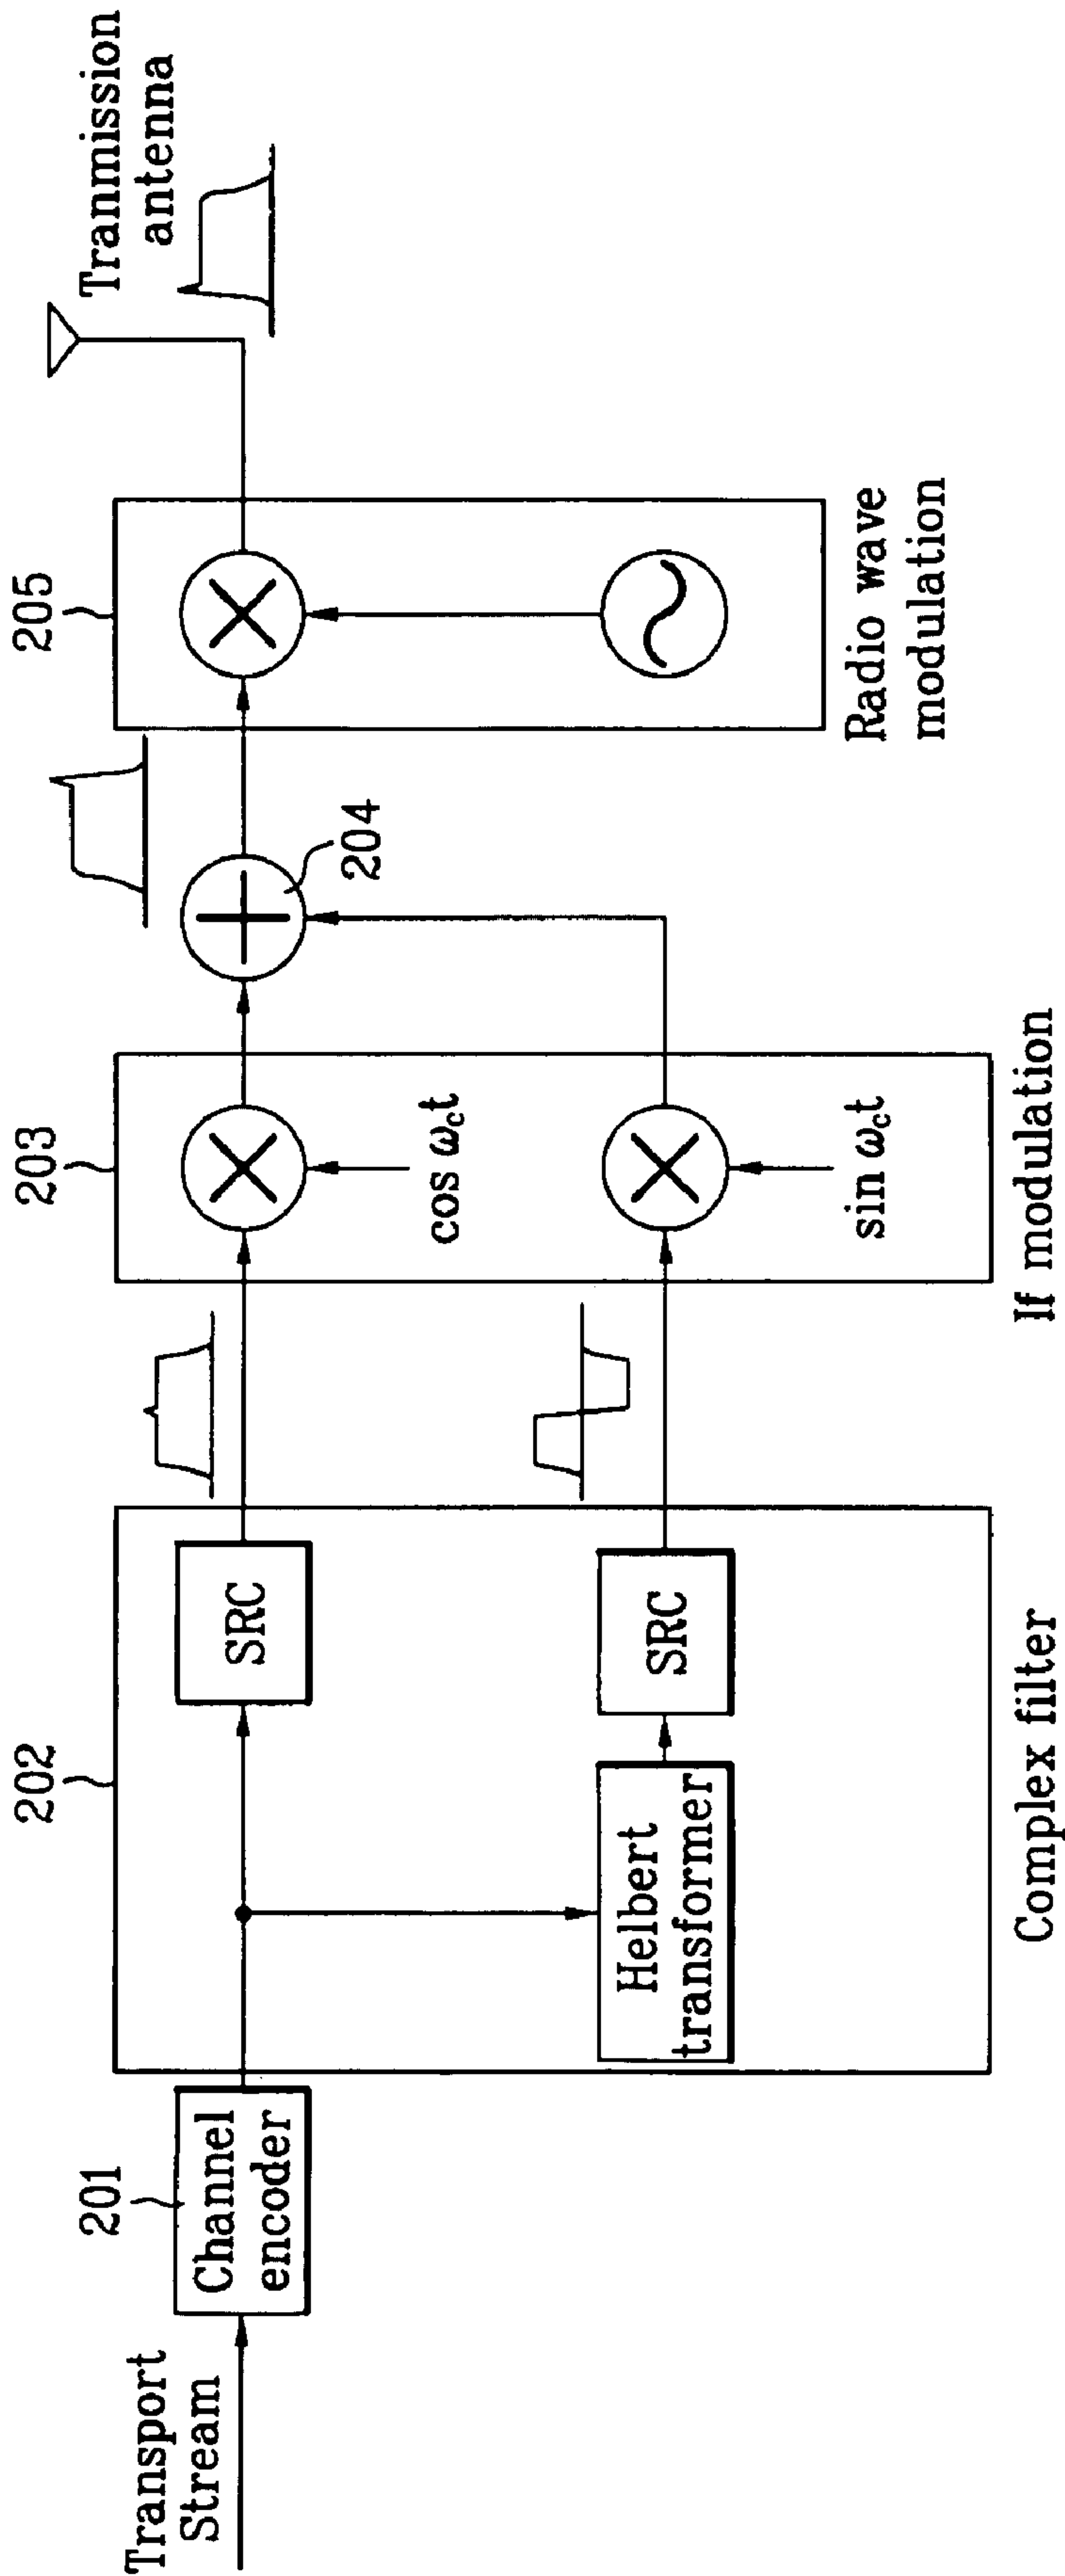 Transport
Stream
201
Channel
encoder
202
SRC
Helbert
transformer
SRC
Complex filter
203
cos ωct
sin ωct
If modulation
204
205
Radio wave
modulation
Tranmission
antenna